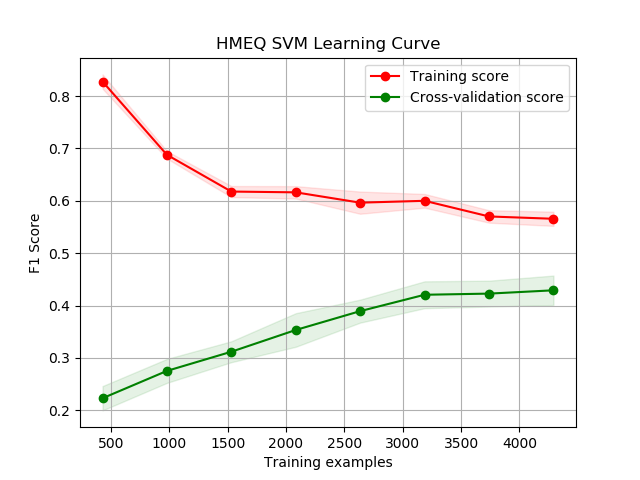 HMEQ SVM Learning Curve
Training score
Cross-validation score
F1 Score
0.8
0.7
0.6
0.5
0.4
0.3
0.2
500 1000 1500 2000 2500 3000 3500 4000
Training examples